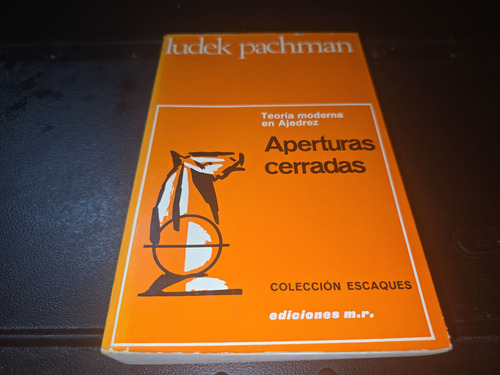 ludek pachman
Teoría moderna
en Ajedrez
Aperturas
cerradas
COLECCIÓN ESCAQUES
ediciones m.r.